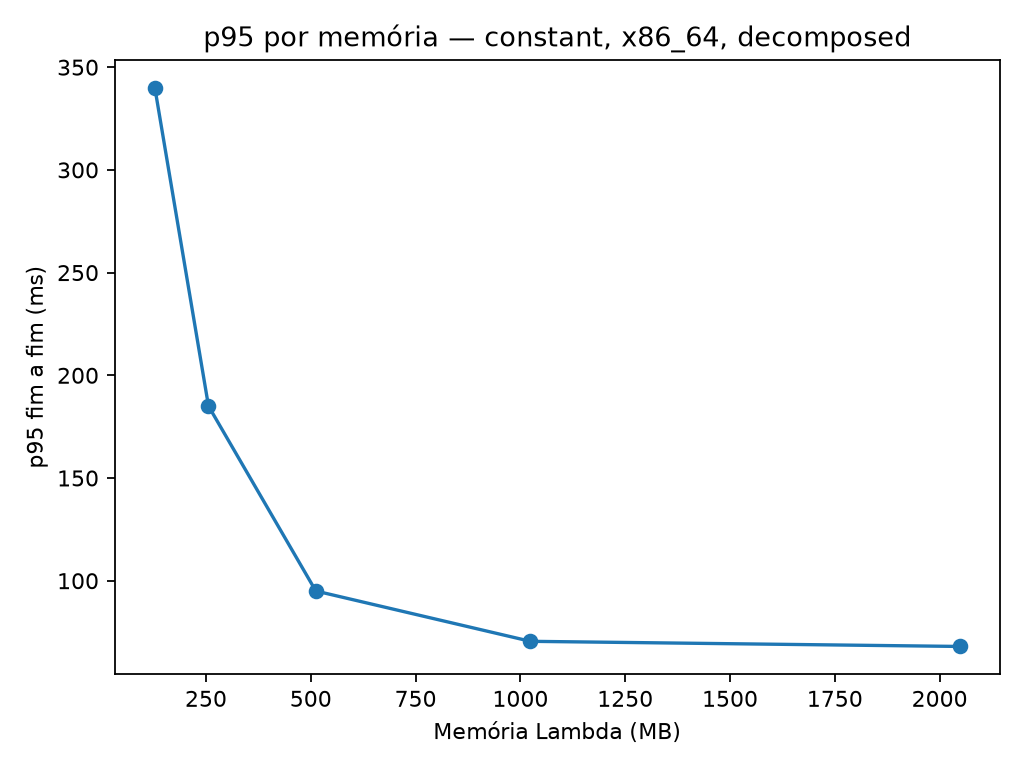 p95 por memória — constant, x86_64, decomposed
350
300
250
200
150
100
p95 fim a fim (ms)
250 500 750 1000 1250 1500 1750 2000
Memória Lambda (MB)